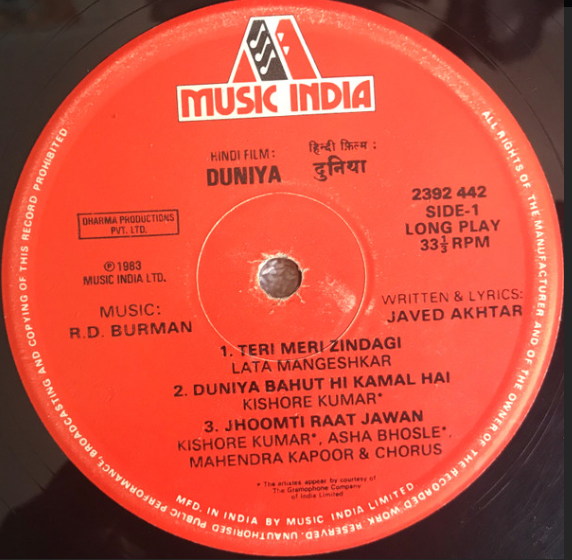 MUSIC INDIA
HINDI FILM:
DUNIYA
हिन्दी फ़िल्म :
दुनिया
DHARMA PRODUCTIONS
PVT. LTD.
2392 442
SIDE-1
LONG PLAY
33⅓ RPM
Ⓟ 1983
MUSIC INDIA LTD.
MUSIC:
R.D. BURMAN
WRITTEN & LYRICS:
JAVED AKHTAR
1. TERI MERI ZINDAGI
LATA MANGESHKAR
2. DUNIYA BAHUT HI KAMAL HAI
KISHORE KUMAR*
3. JHOOMTI RAAT JAWAN
KISHORE KUMAR*, ASHA BHOSLE*,
MAHENDRA KAPOOR & CHORUS
* The artistes appear by courtesy of
The Gramophone Company
of India Limited
MFD. IN INDIA BY MUSIC INDIA LIMITED
ALL RIGHTS OF THE MANUFACTURER AND OF THE OWNER OF THE RECORDED WORK RESERVED. UNAUTHORISED PUBLIC PERFORMANCE, BROADCASTING AND COPYING OF THIS RECORD PROHIBITED